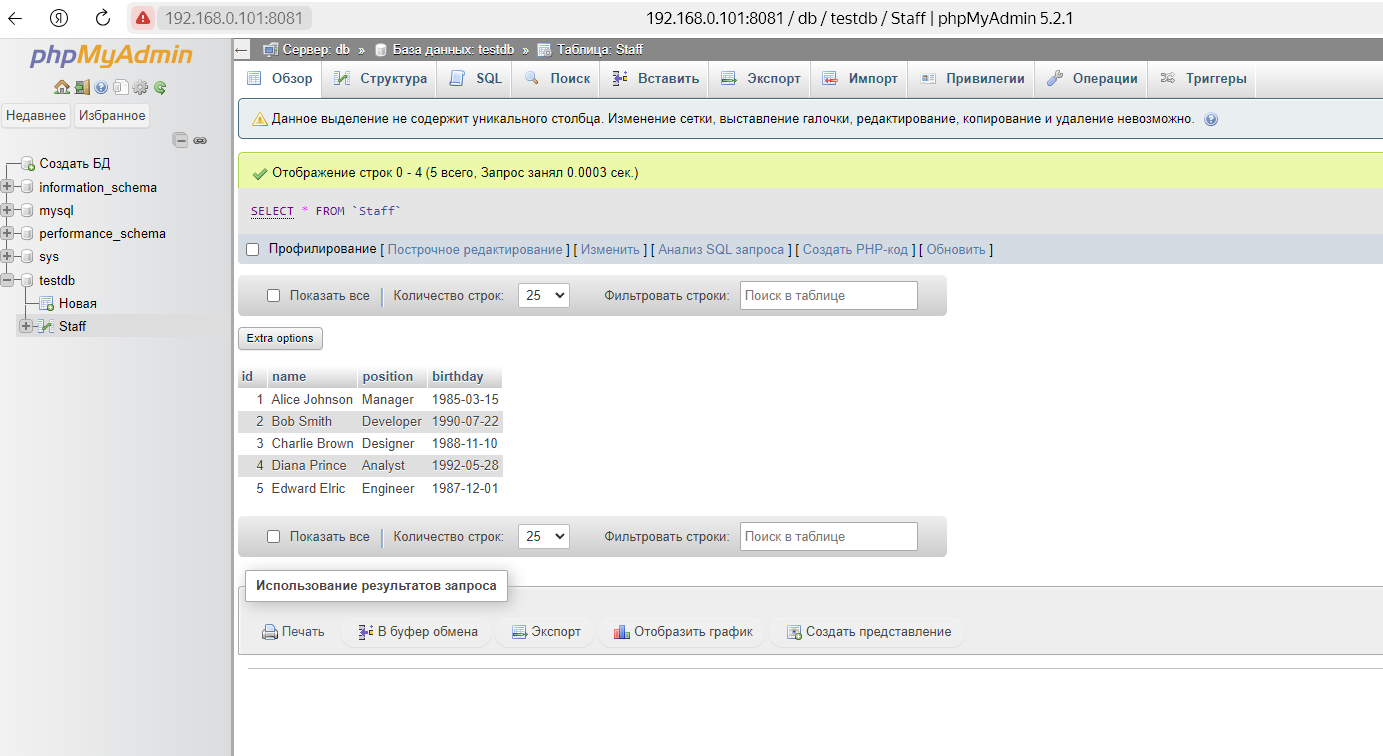 192.168.0.101:8081
192.168.0.101:8081 / db / testdb / Staff | phpMyAdmin 5.2.1
phpMyAdmin
Недавнее Избранное
Создать БД
information_schema
mysql
performance_schema
sys
testdb
Новая
Staff
Сервер: db » База данных: testdb » Таблица: Staff
Обзор Структура SQL Поиск Вставить Экспорт Импорт Привилегии Операции Триггеры
Данное выделение не содержит уникального столбца. Изменение сетки, выставление галочки, редактирование, копирование и удаление невозможно.
Отображение строк 0 - 4 (5 всего, Запрос занял 0.0003 сек.)
SELECT * FROM `Staff`
Профилирование [ Построчное редактирование ] [ Изменить ] [ Анализ SQL запроса ] [ Создать PHP-код ] [ Обновить ]
Показать все Количество строк: 25 Фильтровать строки: Поиск в таблице
Extra options
id name position birthday
1 Alice Johnson Manager 1985-03-15
2 Bob Smith Developer 1990-07-22
3 Charlie Brown Designer 1988-11-10
4 Diana Prince Analyst 1992-05-28
5 Edward Elric Engineer 1987-12-01
Показать все Количество строк: 25 Фильтровать строки: Поиск в таблице
Использование результатов запроса
Печать В буфер обмена Экспорт Отобразить график Создать представление